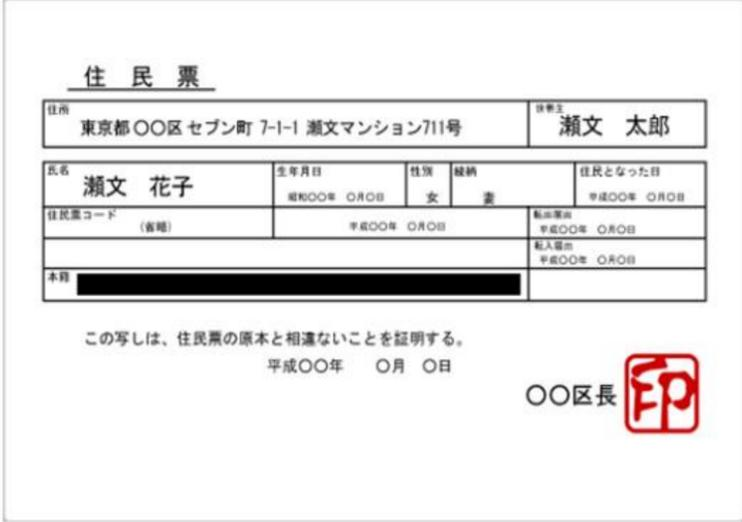 住 民 票
住所
世帯主
東京都〇〇区 セブン町 7-1-1 瀬文マンション711号
瀬文 太郎
氏名
生年月日
性別
続柄
住民となった日
瀬文 花子
昭和〇〇年 〇月〇日
女
妻
平成〇〇年 〇月〇日
住民票コード
(省略)
平成〇〇年 〇月〇日
転出届出
平成〇〇年 〇月〇日
転入届出
平成〇〇年 〇月〇日
本籍
この写しは、住民票の原本と相違ないことを証明する。
平成〇〇年 〇月 〇日
〇〇区長
印